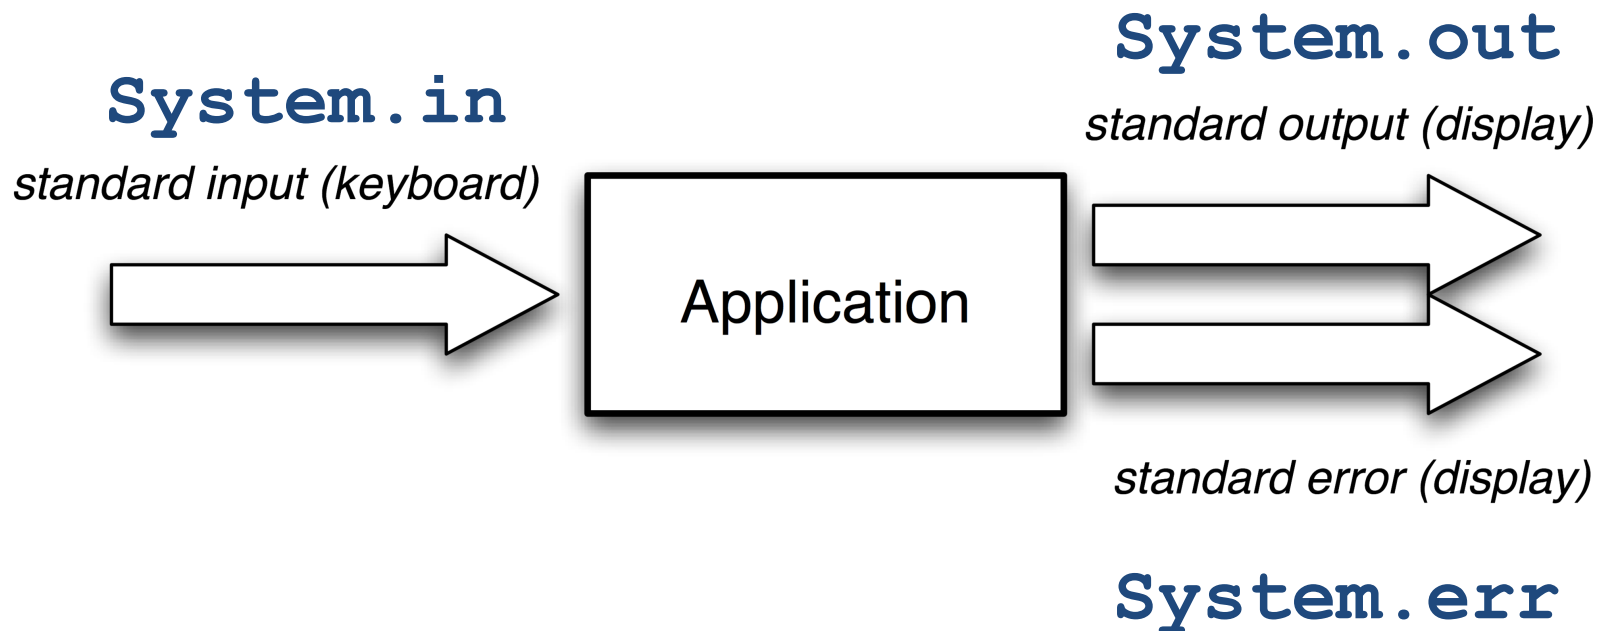 System.in
standard input (keyboard)
Application
System.out
standard output (display)
standard error (display)
System.err